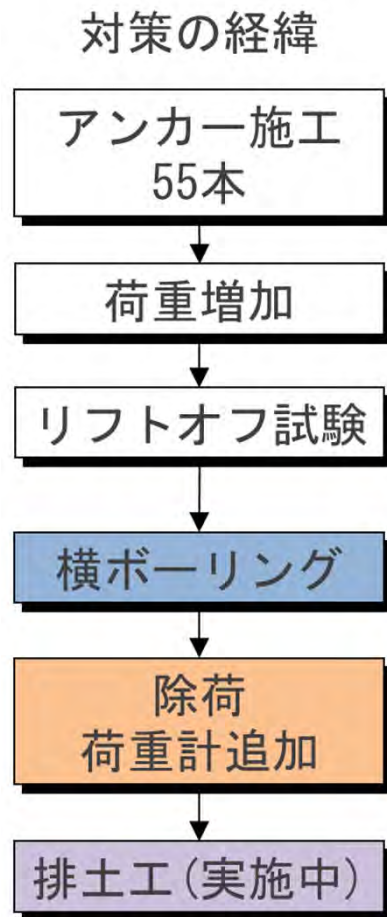 対策の経緯
アンカー施工
55本
荷重増加
リフトオフ試験
横ボーリング
除荷
荷重計追加
排土工(実施中)